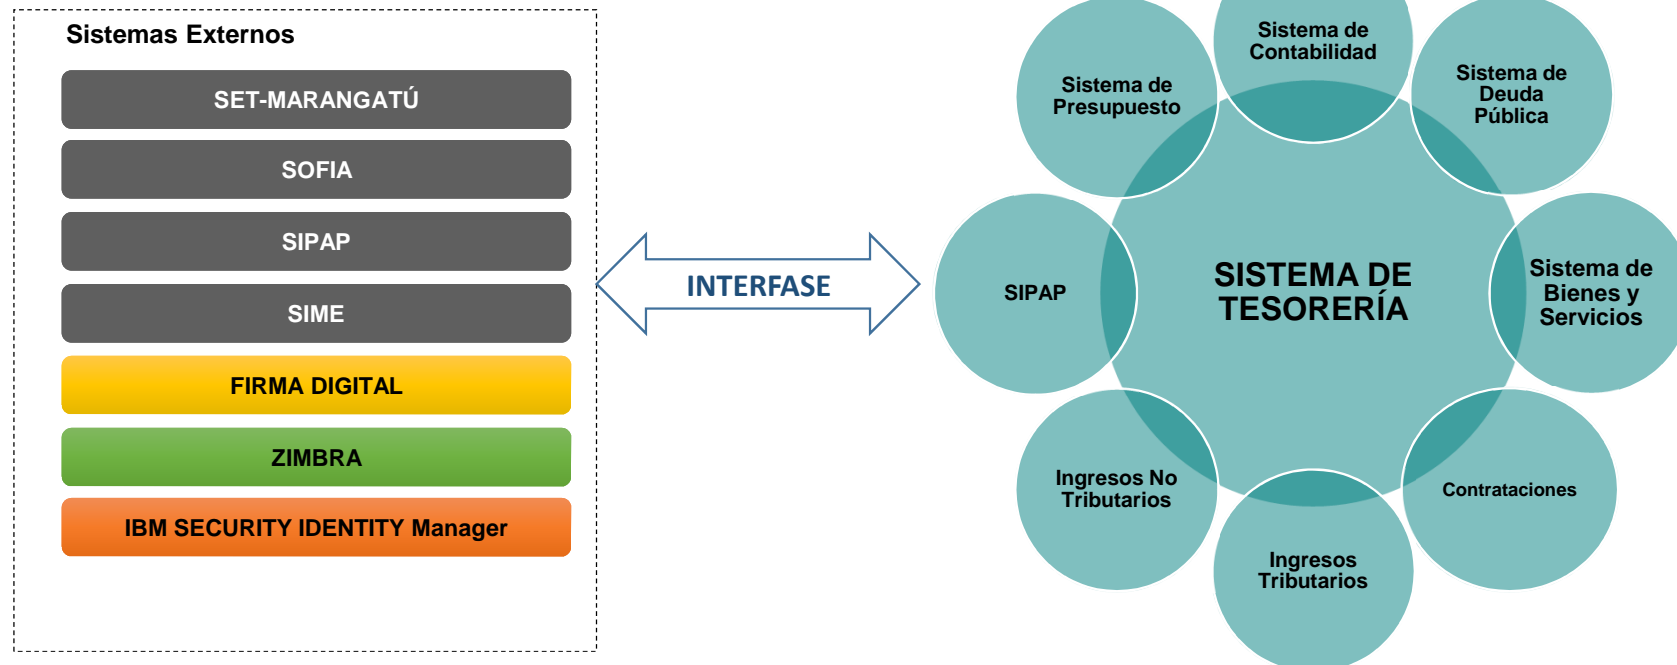 Sistemas Externos
SET-MARANGATÚ
SOFIA
SIPAP
SIME
FIRMA DIGITAL
ZIMBRA
IBM SECURITY IDENTITY Manager
INTERFASE
Sistema de
Contabilidad
Sistema de
Presupuesto
Sistema de
Deuda
Pública
SIPAP
SISTEMA DE
TESORERÍA
Sistema de
Bienes y
Servicios
Ingresos No
Tributarios
Contrataciones
Ingresos
Tributarios